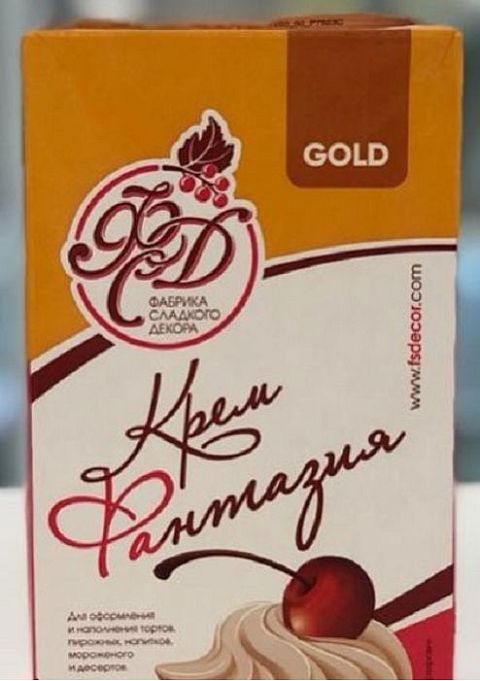 GOLD
ФСД
ФАБРИКА
СЛАДКОГО
ДЕКОРА
www.fsdecor.com
Крем
Фантазия
Для оформления
и наполнения тортов,
пирожных, напитков,
мороженого
и десертов.